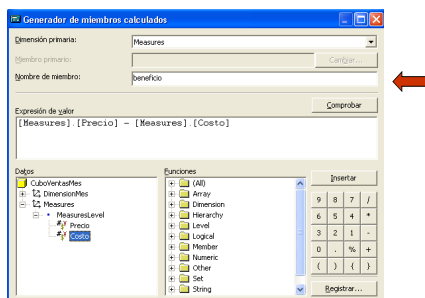 Generador de miembros calculados
Dimensión primaria:
Measures
Miembro primario:
Cambiar...
Nombre de miembro:
beneficio
Expresión de valor
Comprobar
[Measures].[Precio] - [Measures].[Costo]
Datos
Funciones
CuboVentasMes
DimensionMes
Measures
MeasuresLevel
Precio
Costo
(All)
Array
Dimension
Hierarchy
Level
Logical
Member
Numeric
Other
Set
String
Insertar
9 8 7 /
6 5 4 *
3 2 1 -
0 . % +
( ) { }
Registrar...